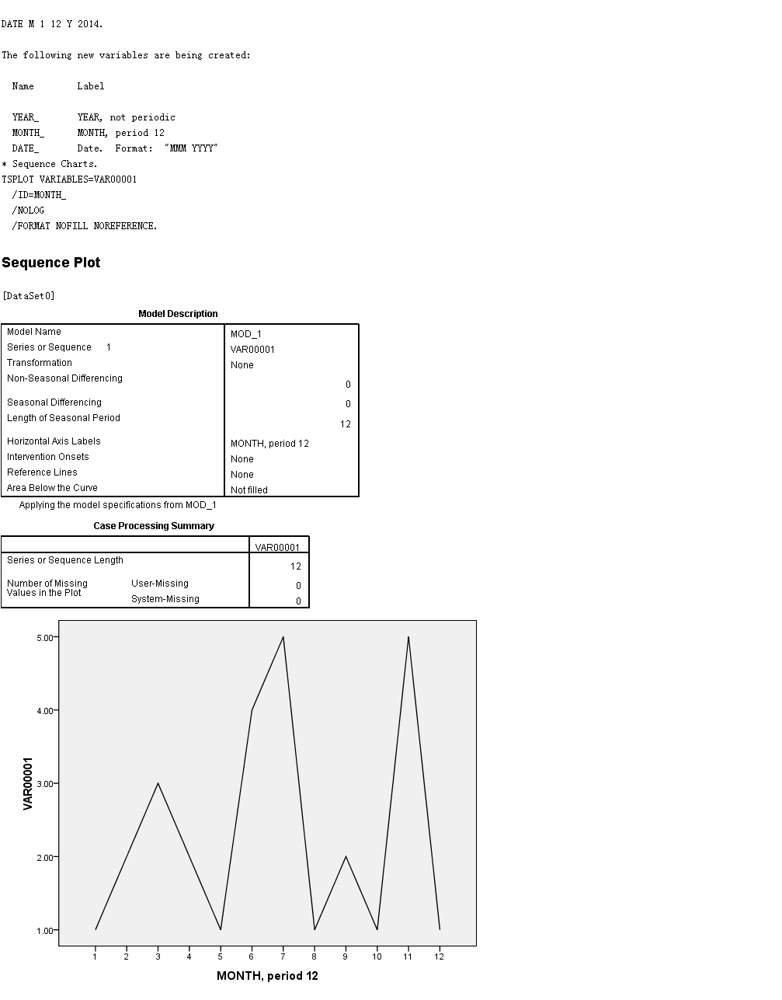 DATE M 1 12 Y 2014.
The following new variables are being created:
Name Label
YEAR_ YEAR, not periodic
MONTH_ MONTH, period 12
DATE_ Date. Format: "MMM YYYY"
* Sequence Charts.
TSPLOT VARIABLES=VAR00001
/ID=MONTH_
/NOLOG
/FORMAT NOFILL NOREFERENCE.
Sequence Plot
[DataSet0]
Model Description
Model Name MOD_1
Series or Sequence 1 VAR00001
Transformation None
Non-Seasonal Differencing 0
Seasonal Differencing 0
Length of Seasonal Period 12
Horizontal Axis Labels MONTH, period 12
Intervention Onsets None
Reference Lines None
Area Below the Curve Not filled
Applying the model specifications from MOD_1
Case Processing Summary
VAR00001
Series or Sequence Length 12
Number of Missing User-Missing 0
Values in the Plot
System-Missing 0
5.00
4.00
3.00
2.00
1.00
VAR00001
1 2 3 4 5 6 7 8 9 10 11 12
MONTH, period 12